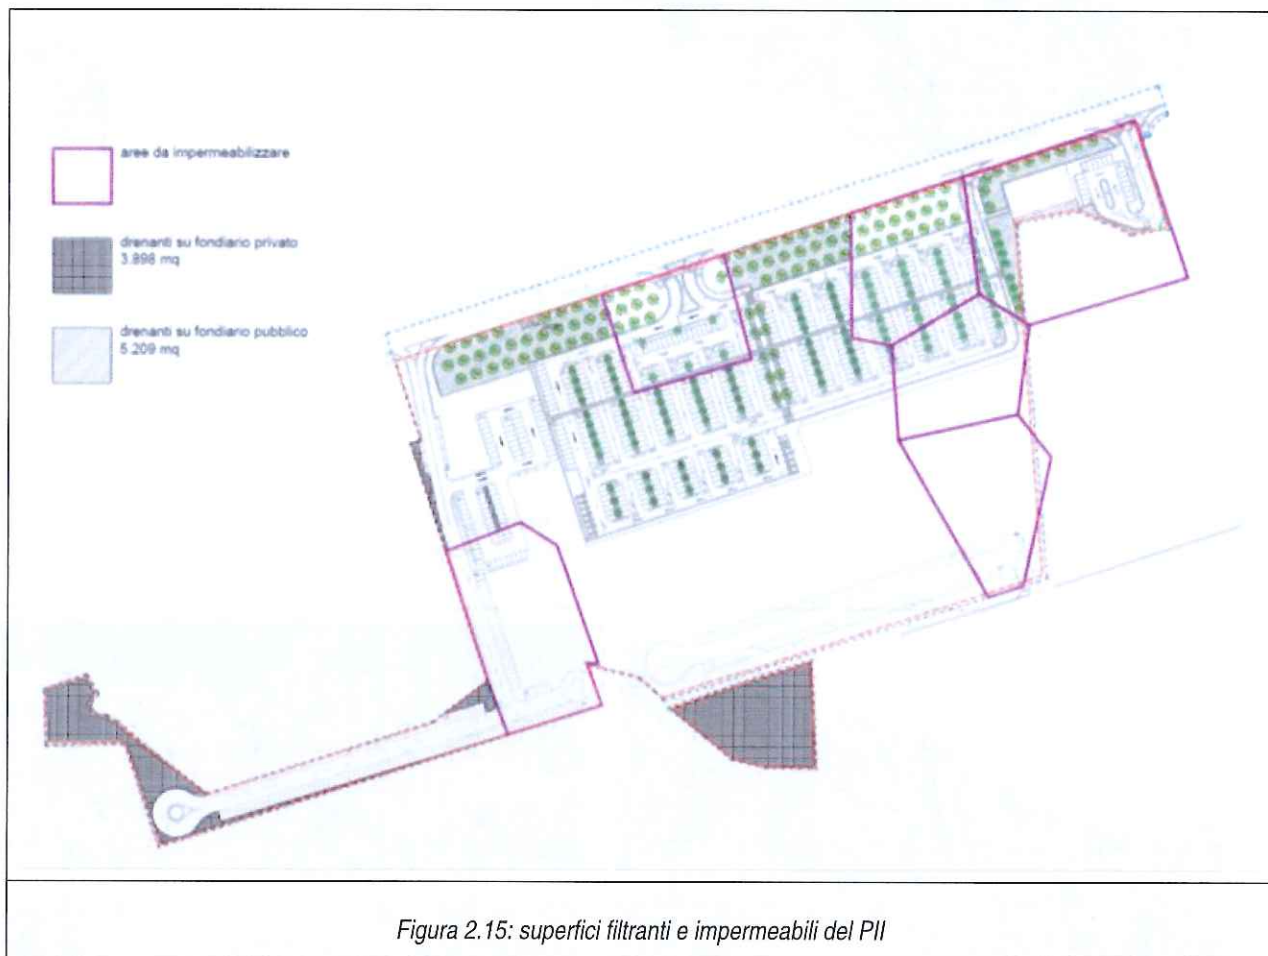 aree da impermeabilizzare
drenanti su fondiario privato
3.898 mq
drenanti su fondiario pubblico
5.209 mq
Figura 2.15: superfici filtranti e impermeabili del PII